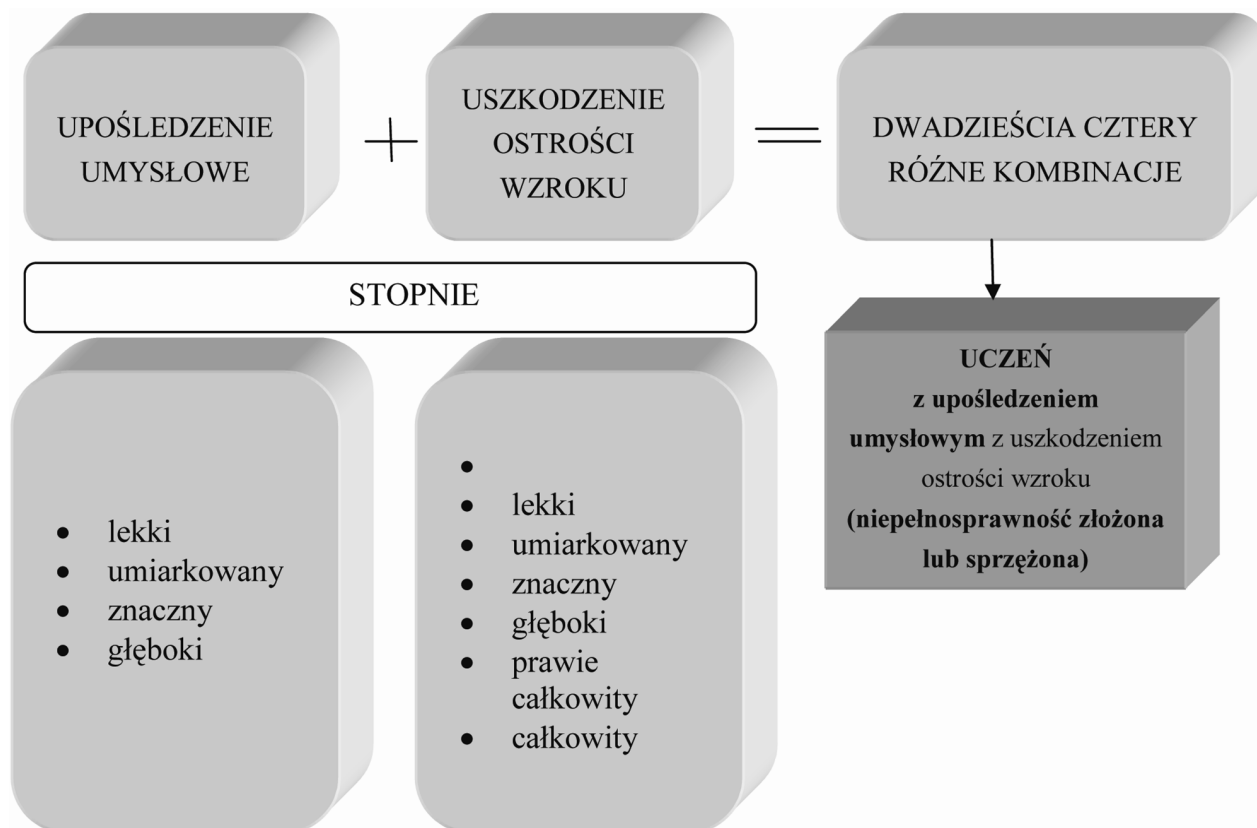 UPOŚLEDZENIE
UMYSŁOWE
+
USZKODZENIE
OSTROŚCI
WZROKU
=
DWADZIEŚCIA CZTERY
RÓŹNE KOMBINACJE
STOPNIE
• lekki
• umiarkowany
• znaczny
• głęboki
•
• lekki
• umiarkowany
• znaczny
• głęboki
• prawie
całkowity
• całkowity
UCZEŃ
z upośledzeniem
umysłowym z uszkodzeniem
ostrości wzroku
(niepełnosprawność złożona
lub sprzężona)